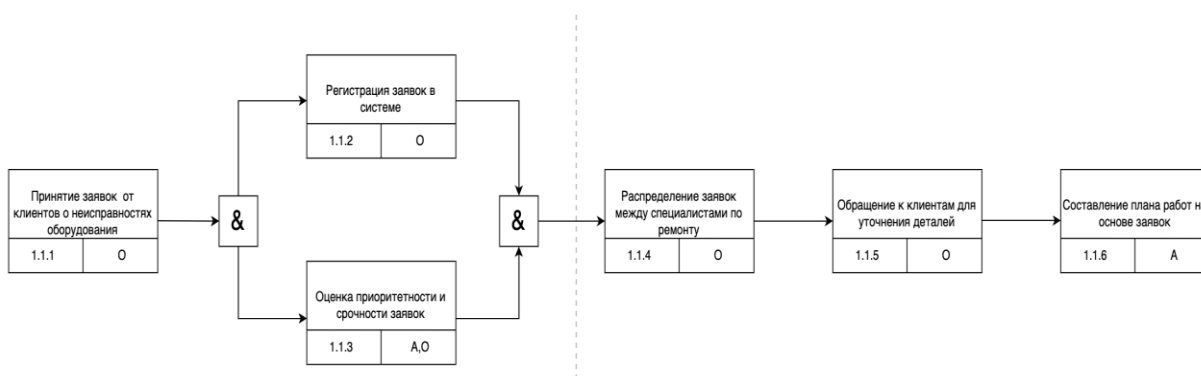 Принятие заявок от
клиентов о неисправностях
оборудования
1.1.1
О
&
Регистрация заявок в
системе
1.1.2
О
Оценка приоритетности и
срочности заявок
1.1.3
А,О
&
Распределение заявок
между специалистами по
ремонту
1.1.4
О
Обращение к клиентам для
уточнения деталей
1.1.5
О
Составление плана работ
основе заявок
1.1.6
А